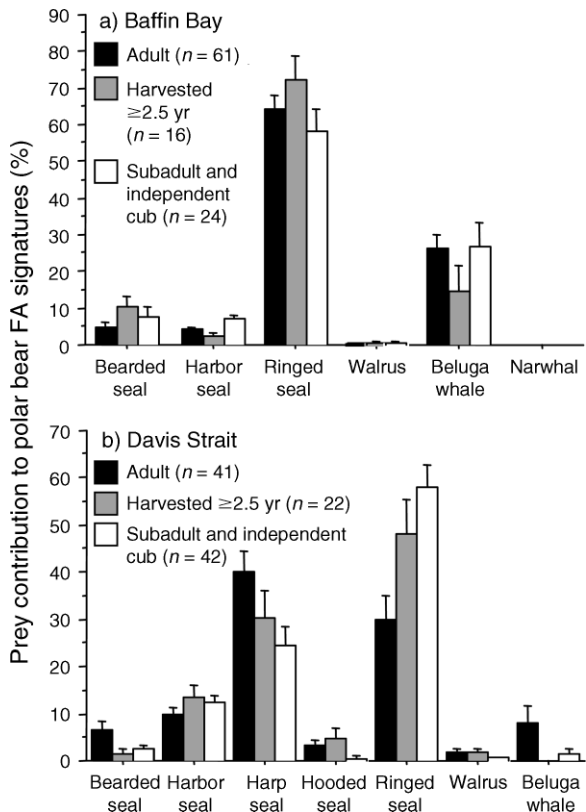 Prey contribution to polar bear FA signatures (%)
a) Baffin Bay
Adult (n = 61)
Harvested
≥2.5 yr
(n = 16)
Subadult and
independent
cub (n = 24)
90
80
70
60
50
40
30
20
10
0
Bearded seal
Harbor seal
Ringed seal
Walrus
Beluga whale
Narwhal
b) Davis Strait
Adult (n = 41)
Harvested ≥2.5 yr (n = 22)
Subadult and independent
cub (n = 42)
70
60
50
40
30
20
10
0
Bearded seal
Harbor seal
Harp seal
Hooded seal
Ringed seal
Walrus
Beluga whale